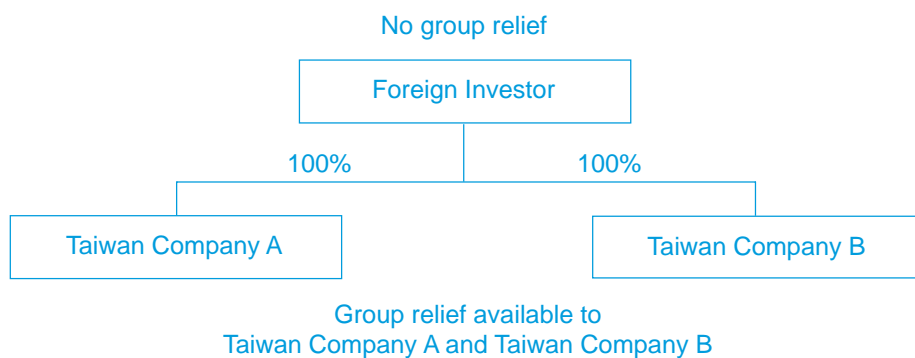 No group relief
Foreign Investor
100%
100%
Taiwan Company A
Taiwan Company B
Group relief available to
Taiwan Company A and Taiwan Company B